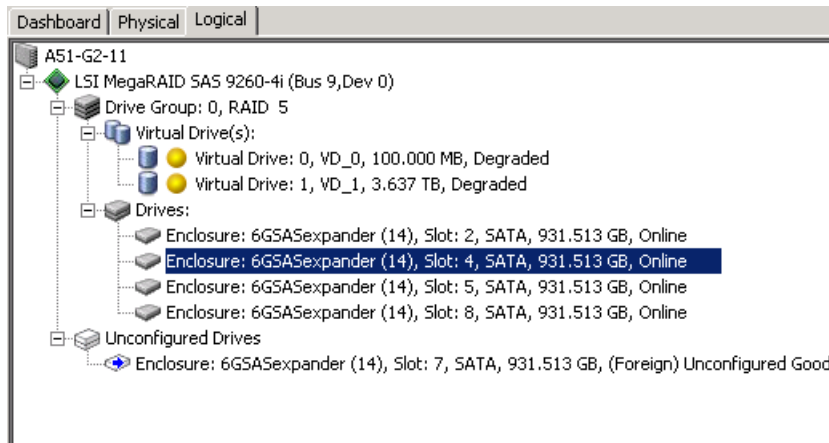 Dashboard Physical Logical
A51-G2-11
LSI MegaRAID SAS 9260-4i (Bus 9,Dev 0)
Drive Group: 0, RAID 5
Virtual Drive(s):
Virtual Drive: 0, VD_0, 100.000 MB, Degraded
Virtual Drive: 1, VD_1, 3.637 TB, Degraded
Drives:
Enclosure: 6GSASexpander (14), Slot: 2, SATA, 931.513 GB, Online
Enclosure: 6GSASexpander (14), Slot: 4, SATA, 931.513 GB, Online
Enclosure: 6GSASexpander (14), Slot: 5, SATA, 931.513 GB, Online
Enclosure: 6GSASexpander (14), Slot: 8, SATA, 931.513 GB, Online
Unconfigured Drives
Enclosure: 6GSASexpander (14), Slot: 7, SATA, 931.513 GB, (Foreign) Unconfigured Good